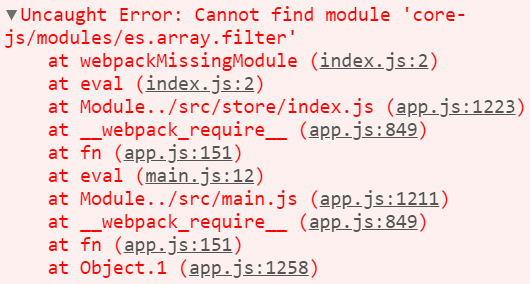 ▼Uncaught Error: Cannot find module 'core-
js/modules/es.array.filter'
at webpackMissingModule (index.js:2)
at eval (index.js:2)
at Module../src/store/index.js (app.js:1223)
at __webpack_require__ (app.js:849)
at fn (app.js:151)
at eval (main.js:12)
at Module../src/main.js (app.js:1211)
at __webpack_require__ (app.js:849)
at fn (app.js:151)
at Object.1 (app.js:1258)